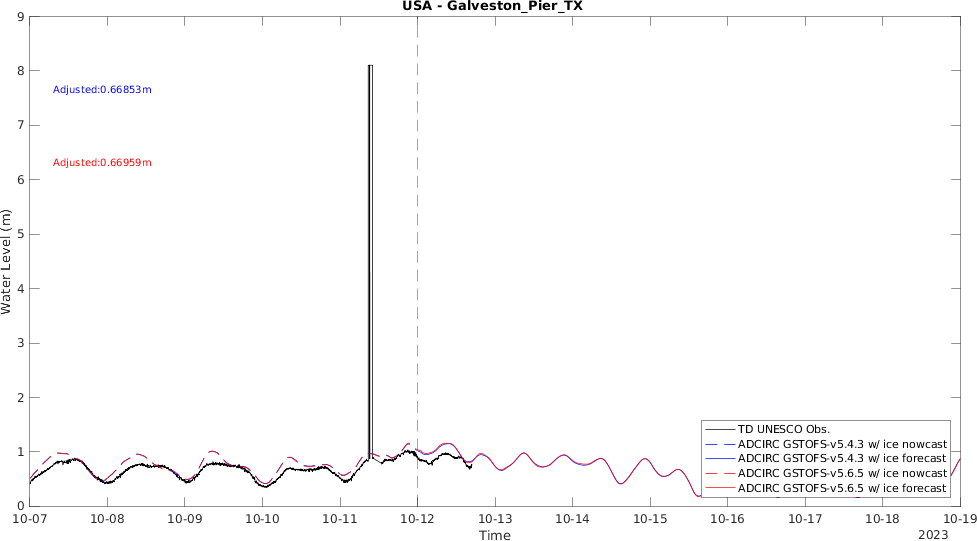 USA - Galveston_Pier_TX
9
8
7
6
5
4
3
2
1
0
Water Level (m)
Adjusted:0.66853m
Adjusted:0.66959m
TD UNESCO Obs.
ADCIRC GSTOFS-v5.4.3 w/ ice nowcast
ADCIRC GSTOFS-v5.4.3 w/ ice forecast
ADCIRC GSTOFS-v5.6.5 w/ ice nowcast
ADCIRC GSTOFS-v5.6.5 w/ ice forecast
10-07 10-08 10-09 10-10 10-11 10-12 10-13 10-14 10-15 10-16 10-17 10-18 10-19
Time
2023